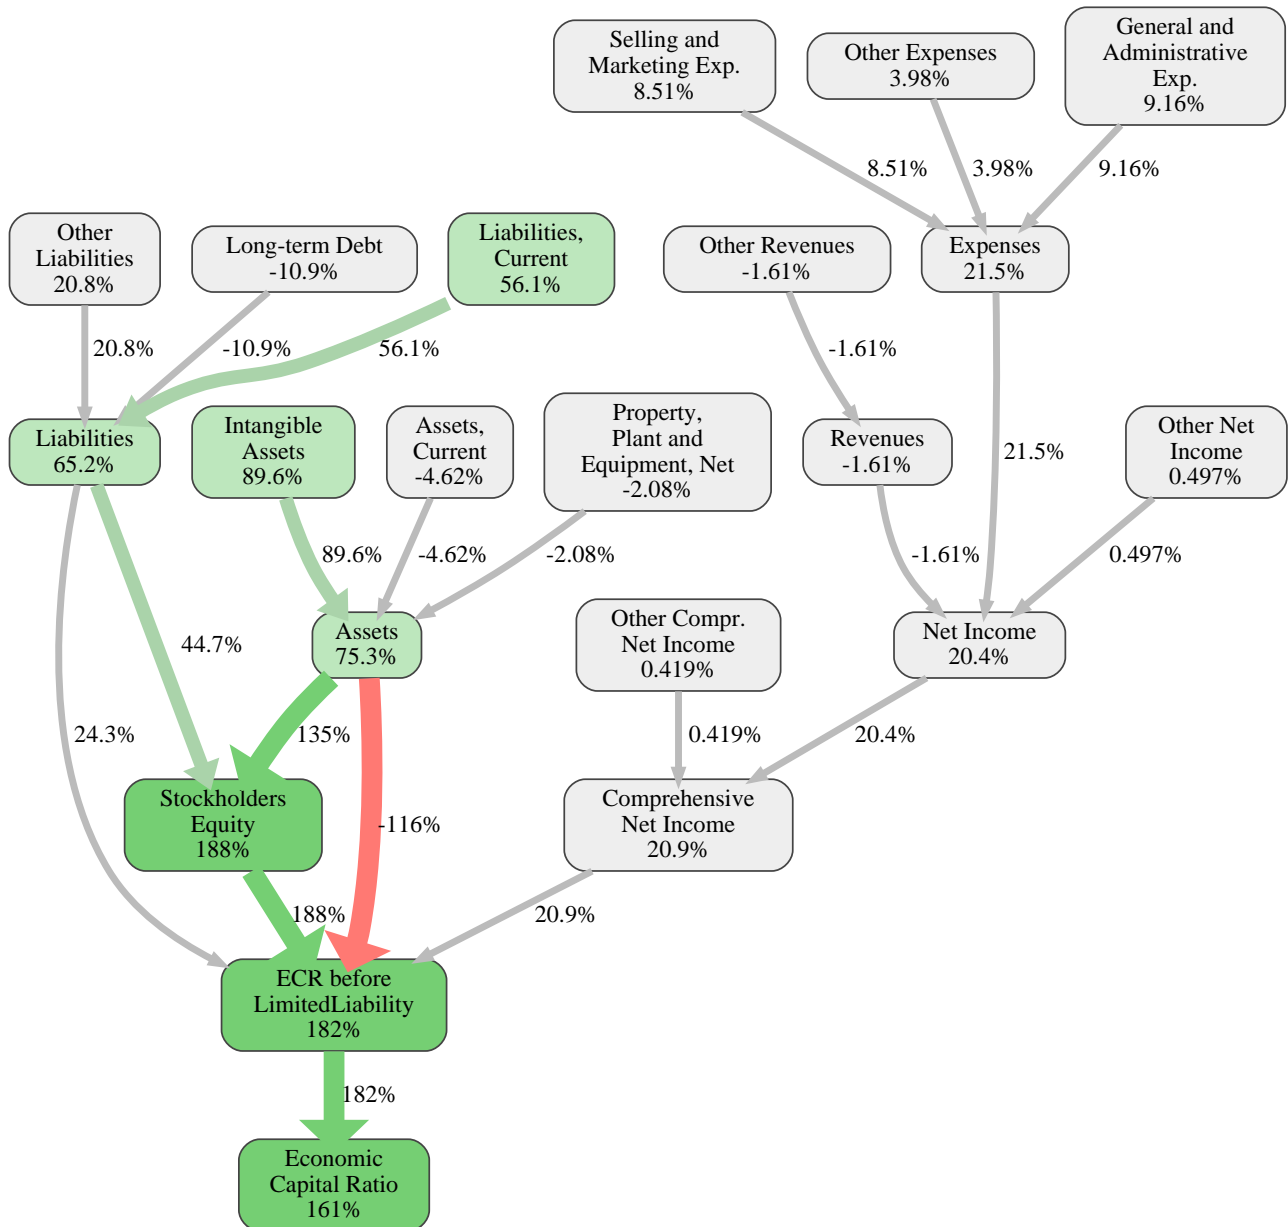 Selling and
Marketing Exp.
8.51%
Other Expenses
3.98%
General and
Administrative
Exp.
9.16%
8.51%
3.98%
9.16%
Other
Liabilities
20.8%
Long-term Debt
-10.9%
Liabilities,
Current
56.1%
Other Revenues
-1.61%
Expenses
21.5%
20.8%
-10.9%
56.1%
-1.61%
Liabilities
65.2%
Intangible
Assets
89.6%
Assets,
Current
-4.62%
Property,
Plant and
Equipment, Net
-2.08%
Revenues
-1.61%
21.5%
Other Net
Income
0.497%
89.6%
-4.62%
-2.08%
-1.61%
0.497%
44.7%
Assets
75.3%
Other Compr.
Net Income
0.419%
Net Income
20.4%
24.3%
135%
0.419%
20.4%
Stockholders
Equity
188%
-116%
Comprehensive
Net Income
20.9%
188%
20.9%
ECR before
LimitedLiability
182%
182%
Economic
Capital Ratio
161%